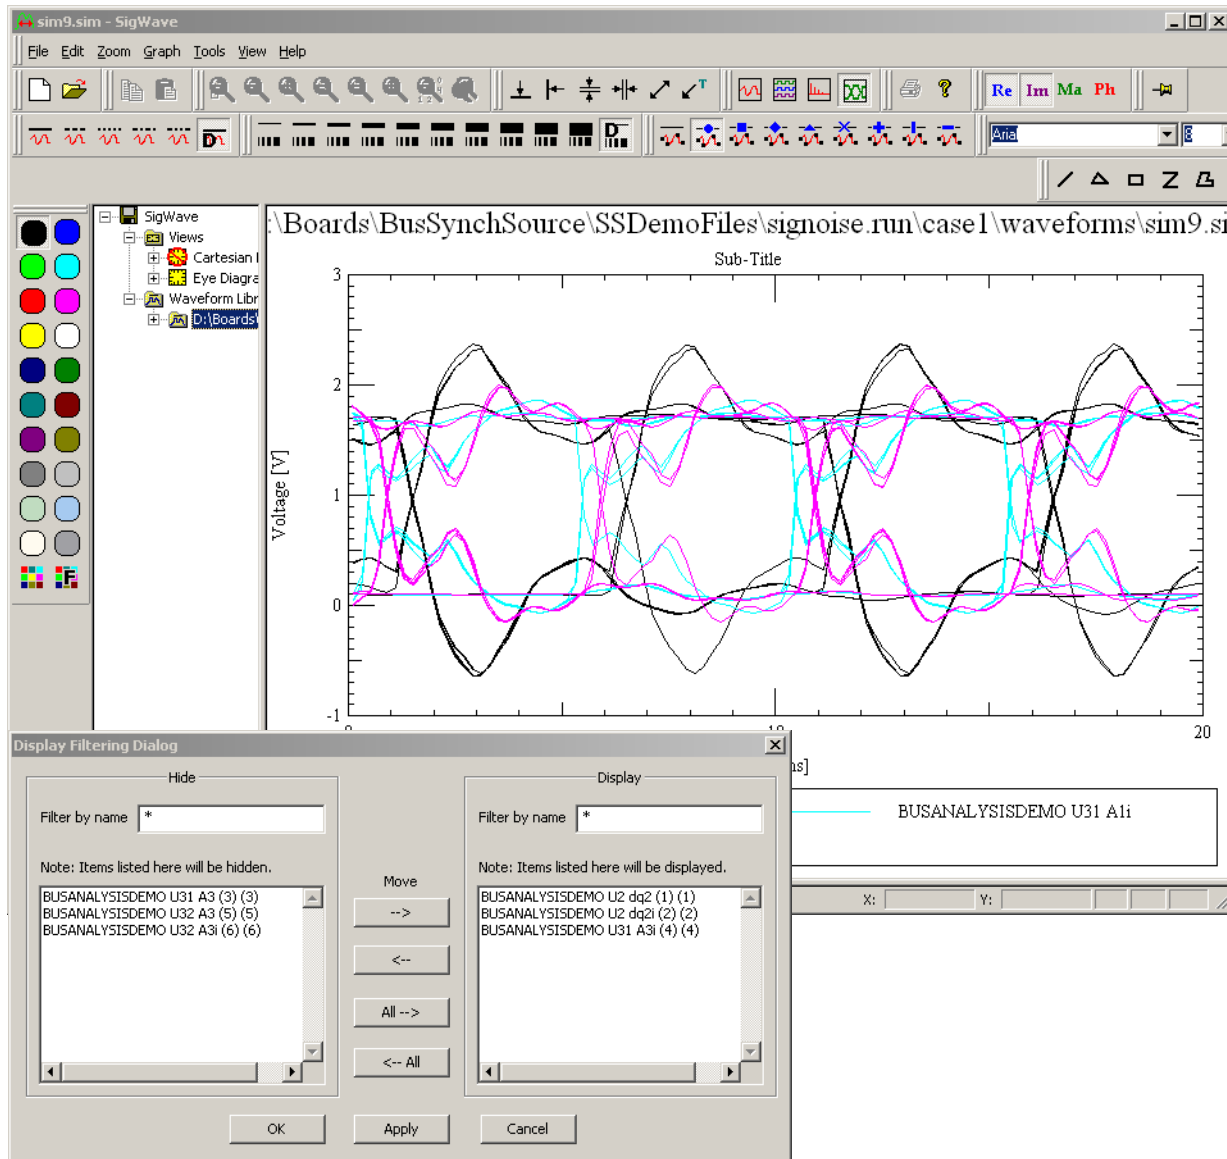 sim9.sim - SigWave
File Edit Zoom Graph Tools View Help
Re Im Ma Ph
Arial 8
SigWave
Views
Cartesian
Eye Diagra
Waveform Libr
D:\Boards\
:\Boards\BusSynchSource\SSDemoFiles\signoise.run\case1\waveforms\sim9.si
Sub-Title
3
2
1
0
-1
Voltage [V]
20
Display Filtering Dialog
Hide
Display
Filter by name *
Filter by name *
Note: Items listed here will be hidden.
Note: Items listed here will be displayed.
BUSANALYSISDEMO U31 A3 (3) (3)
BUSANALYSISDEMO U32 A3 (5) (5)
BUSANALYSISDEMO U32 A3i (6) (6)
Move
-->
<--
All -->
<-- All
BUSANALYSISDEMO U2 dq2 (1) (1)
BUSANALYSISDEMO U2 dq2i (2) (2)
BUSANALYSISDEMO U31 A3i (4) (4)
OK Apply Cancel
BUSANALYSISDEMO U31 A1i
X: Y: